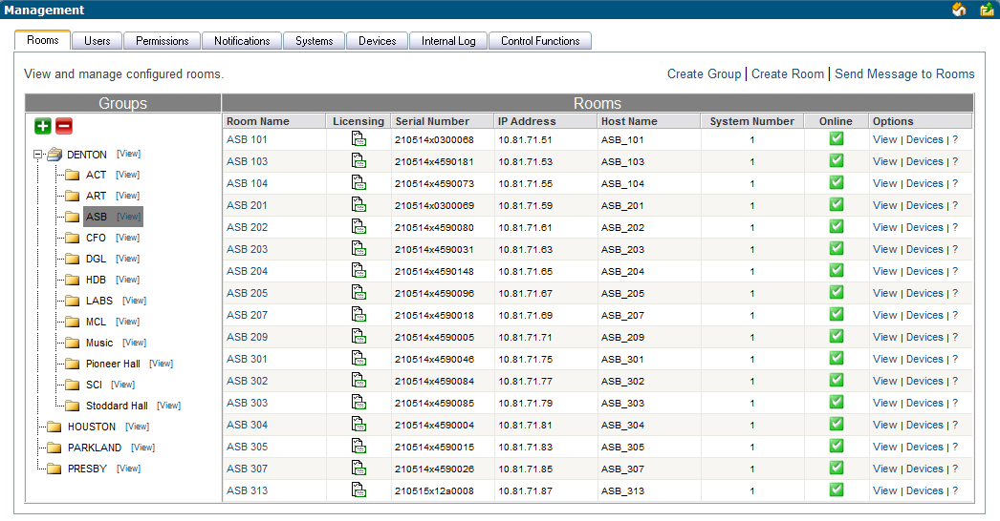 Management
Rooms Users Permissions Notifications Systems Devices Internal Log Control Functions
View and manage configured rooms.
Create Group | Create Room | Send Message to Rooms
Groups
DENTON [View]
ACT [View]
ART [View]
ASB [View]
CFO [View]
DGL [View]
HDB [View]
LABS [View]
MCL [View]
Music [View]
Pioneer Hall [View]
SCI [View]
Stoddard Hall [View]
HOUSTON [View]
PARKLAND [View]
PRESBY [View]
Rooms
Room Name Licensing Serial Number IP Address Host Name System Number Online Options
ASB 101 210514x0300068 10.81.71.51 ASB_101 1 View | Devices | ?
ASB 103 210514x4590181 10.81.71.53 ASB_103 1 View | Devices | ?
ASB 104 210514x4590073 10.81.71.55 ASB_104 1 View | Devices | ?
ASB 201 210514x0300069 10.81.71.59 ASB_201 1 View | Devices | ?
ASB 202 210514x4590080 10.81.71.61 ASB_202 1 View | Devices | ?
ASB 203 210514x4590031 10.81.71.63 ASB_203 1 View | Devices | ?
ASB 204 210514x4590148 10.81.71.65 ASB_204 1 View | Devices | ?
ASB 205 210514x4590096 10.81.71.67 ASB_205 1 View | Devices | ?
ASB 207 210514x4590018 10.81.71.69 ASB_207 1 View | Devices | ?
ASB 209 210514x4590005 10.81.71.71 ASB_209 1 View | Devices | ?
ASB 301 210514x4590046 10.81.71.75 ASB_301 1 View | Devices | ?
ASB 302 210514x4590084 10.81.71.77 ASB_302 1 View | Devices | ?
ASB 303 210514x4590085 10.81.71.79 ASB_303 1 View | Devices | ?
ASB 304 210514x4590004 10.81.71.81 ASB_304 1 View | Devices | ?
ASB 305 210514x4590015 10.81.71.83 ASB_305 1 View | Devices | ?
ASB 307 210514x4590026 10.81.71.85 ASB_307 1 View | Devices | ?
ASB 313 210515x12a0008 10.81.71.87 ASB_313 1 View | Devices | ?